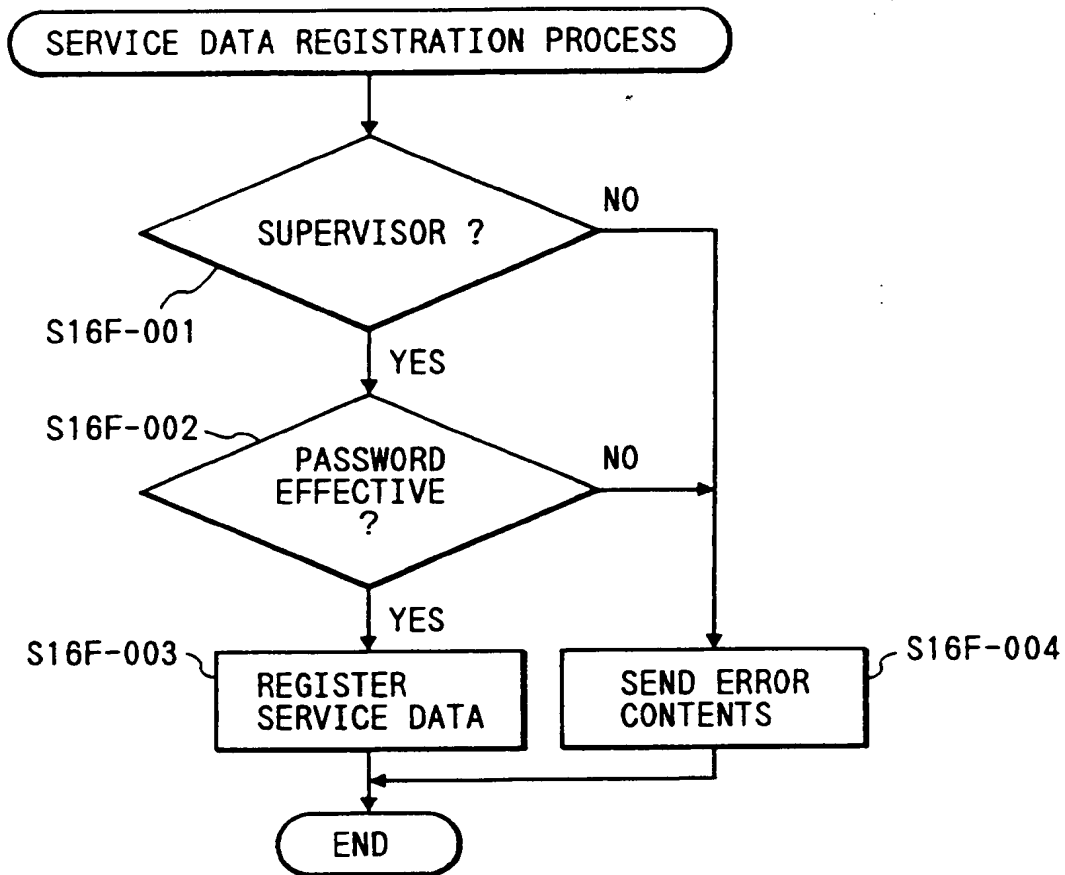 SERVICE DATA REGISTRATION PROCESS
SUPERVISOR ?
NO
S16F-001
YES
S16F-002
PASSWORD
EFFECTIVE
?
NO
YES
S16F-003
REGISTER
SERVICE DATA
SEND ERROR
CONTENTS
S16F-004
END